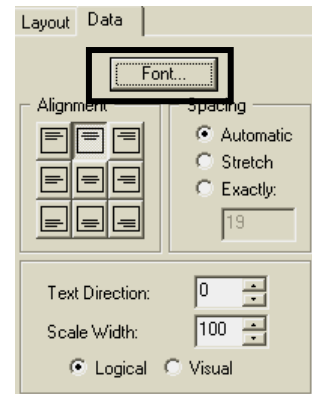 Layout Data
Font...
Alignment Spacing
Automatic
Stretch
Exactly:
19
Text Direction: 0
Scale Width: 100
Logical Visual